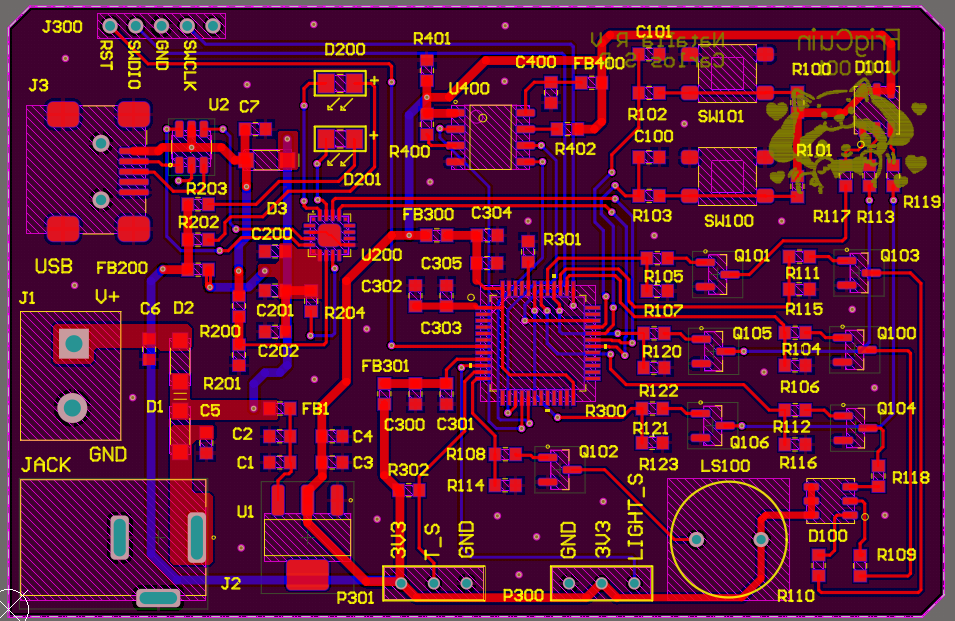 J300
RST
SWDIO
GND
SWCLK
D200
R401
C101
C400
FB400
R100
D101
J3
U2
C7
U400
R102
SW101
C100
R402
R400
R101
R203
D201
R202
D3
C200
FB300
C304
R103
SW100
R117
R113
R119
USB
FB200
U200
C305
R301
Q101
Q103
R105
R111
J1
V+
C6
D2
C201
R204
C302
C303
R107
R115
R200
C202
R120
Q105
R104
Q100
R201
FB301
R122
R106
D1
C5
FB1
C300
C301
R300
R121
Q106
R112
Q104
GND
C2
C4
R108
Q102
R123
R116
JACK
C1
C3
R302
R114
LS100
R118
U1
3V3
T_S
GND
GND
3V3
LIGHT_S
D100
R109
J2
P301
P300
R110
FrigCuin